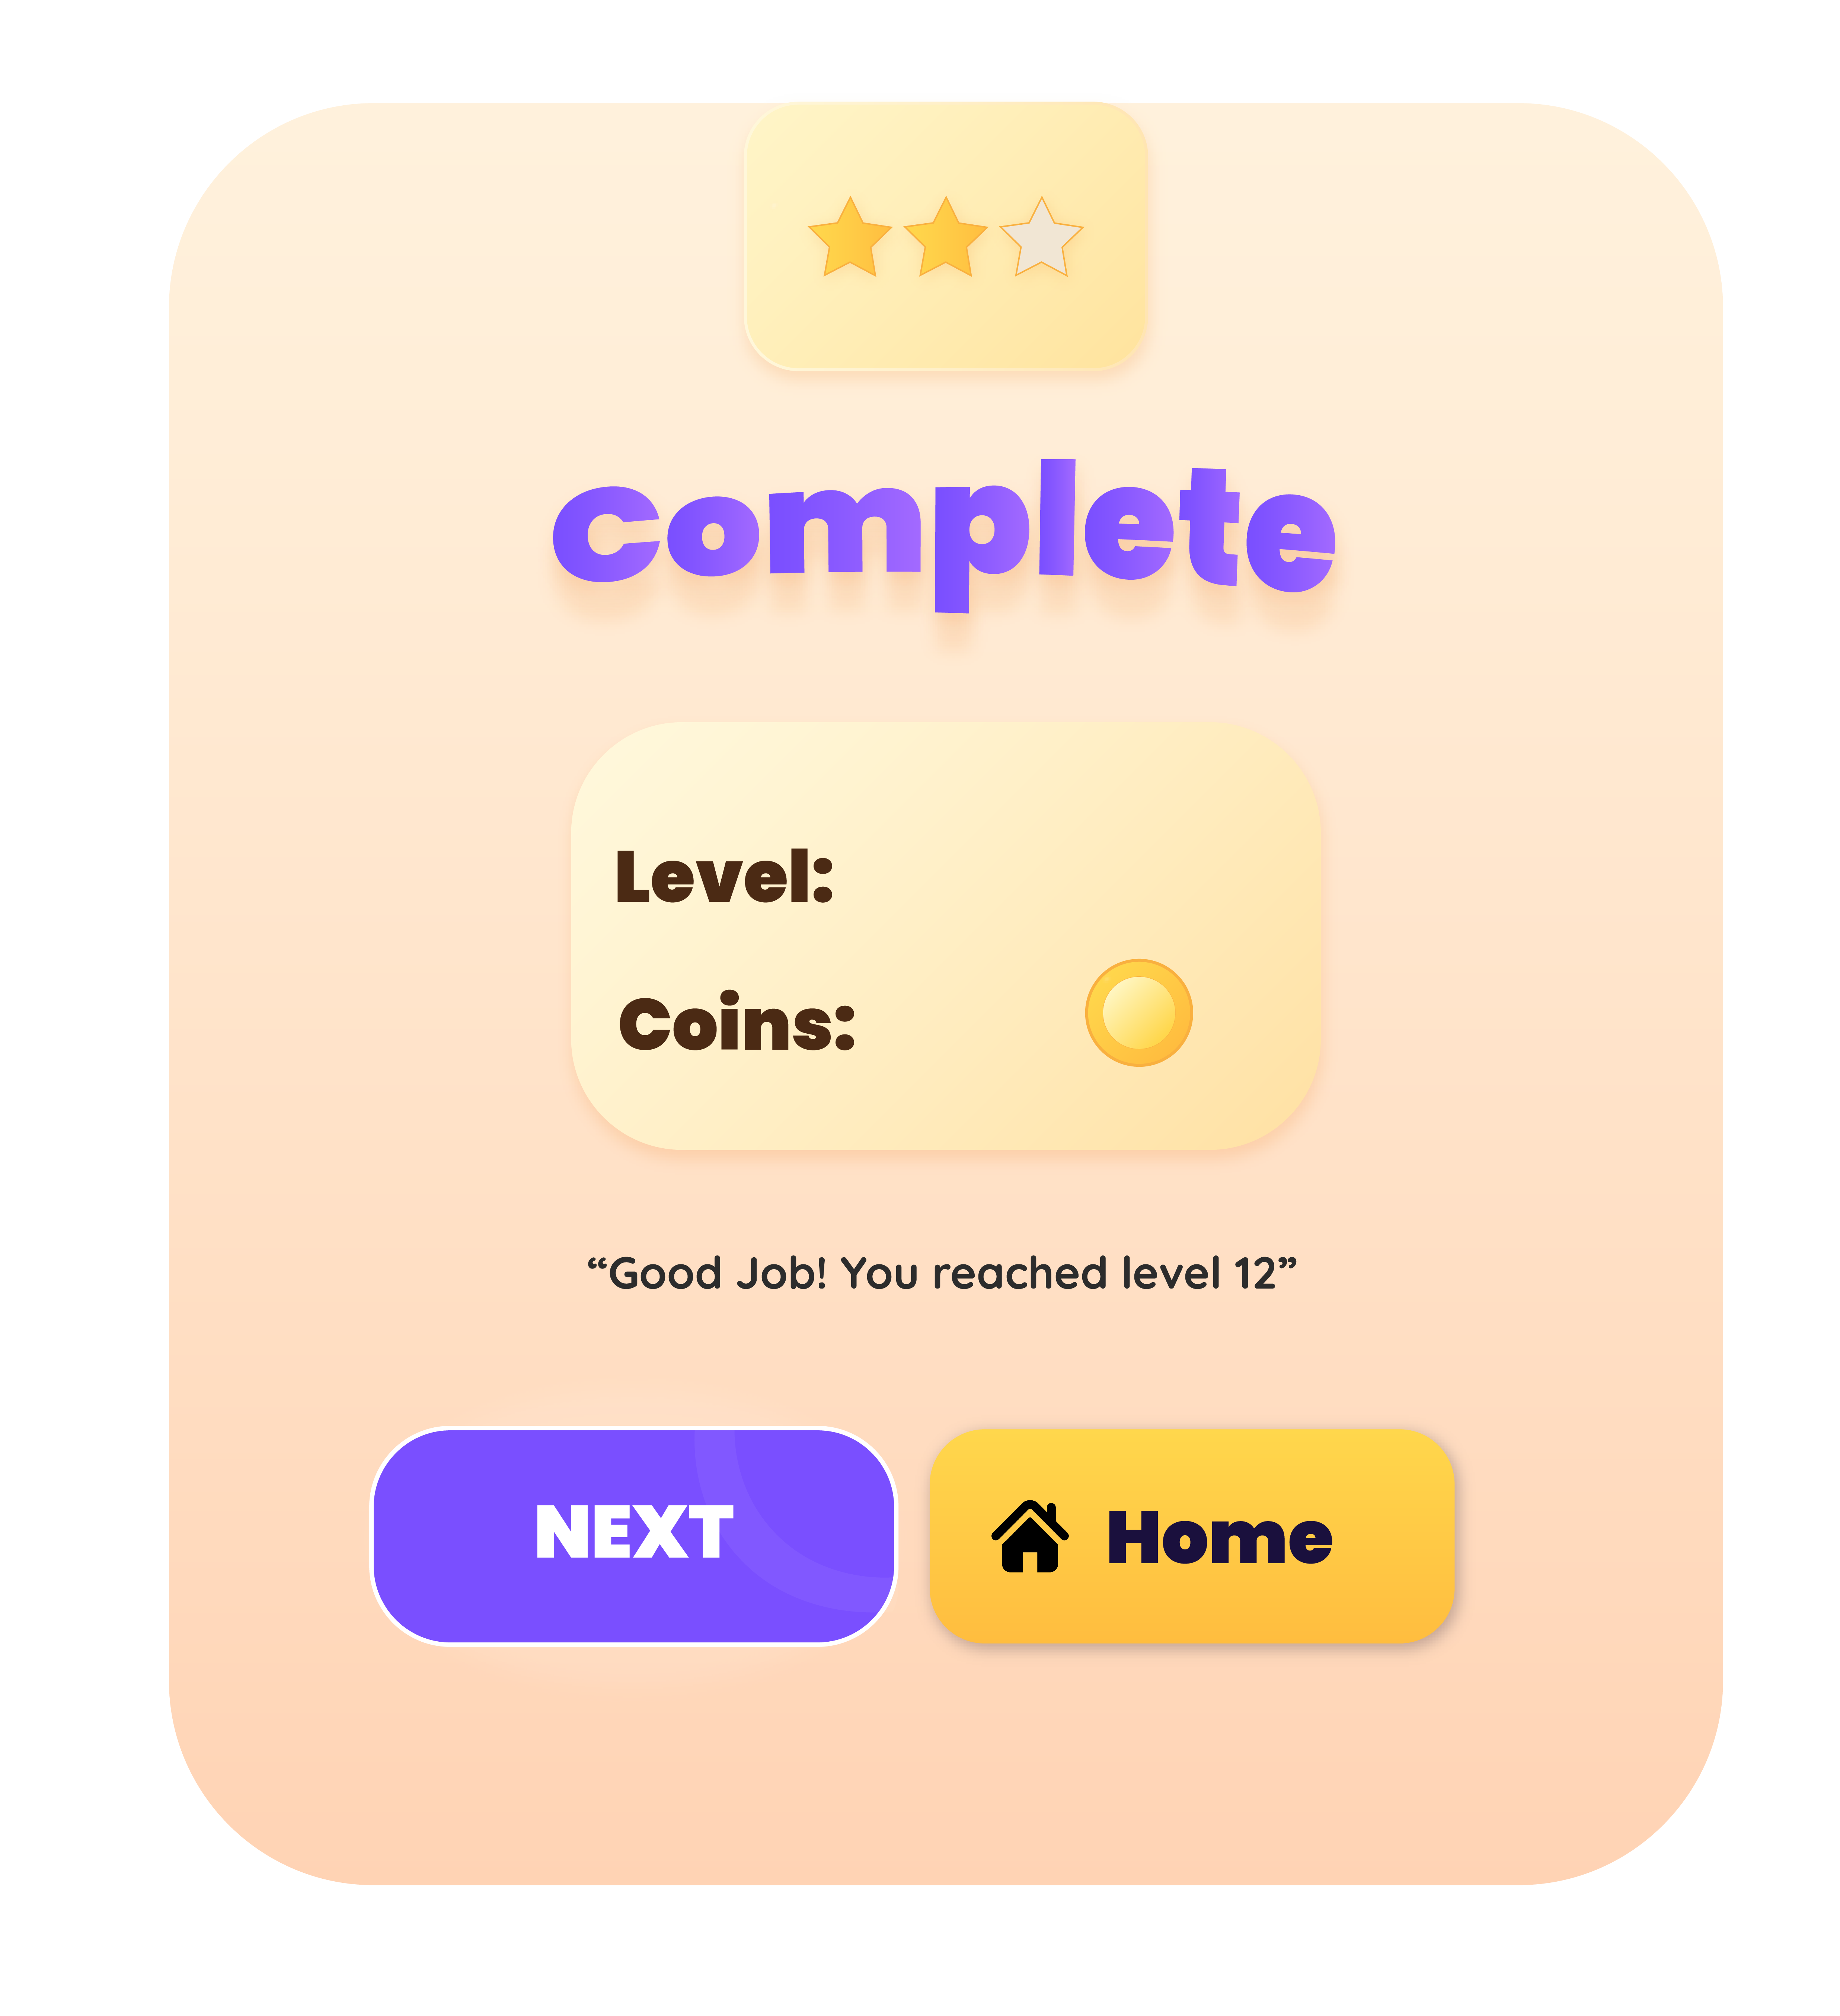 complete
Level:
Coins:
“Good Job! You reached level 12”
NEXT
Home